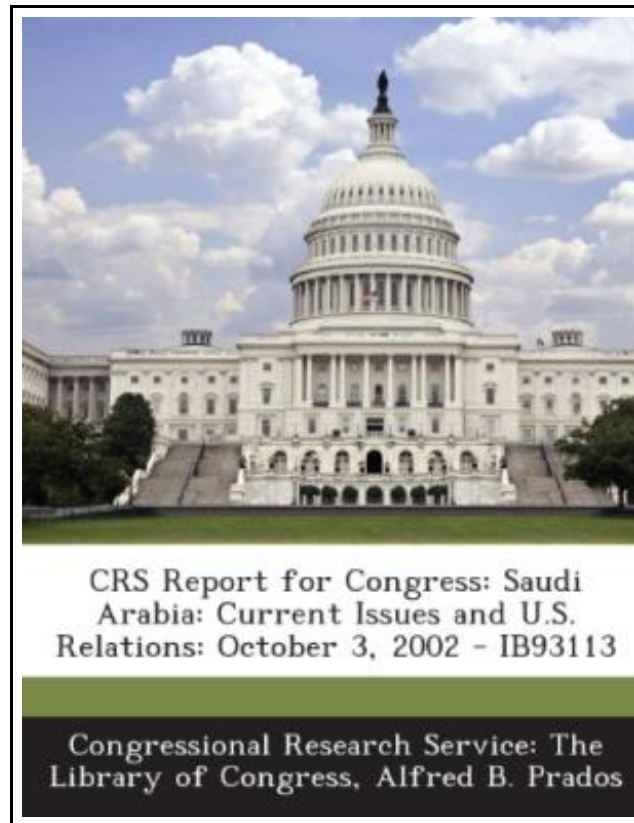 CRS Report for Congress: Saudi
Arabia: Current Issues and U.S.
Relations: October 3, 2002 - IB93113
Congressional Research Service: The
Library of Congress, Alfred B. Prados